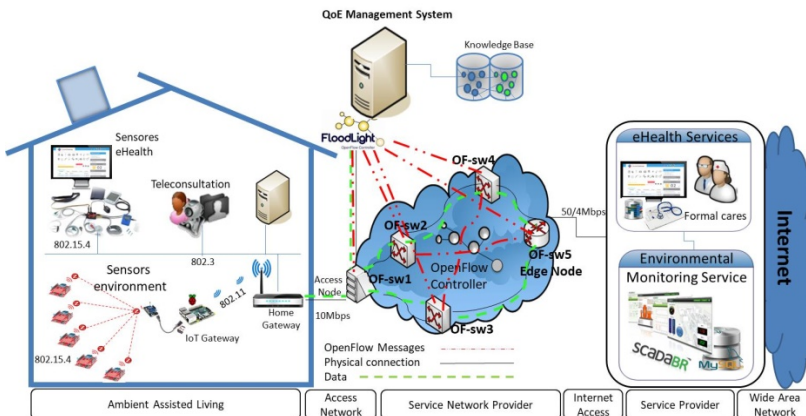 QoE Management System
Knowledge Base
FloodLight
OpenFlow Controller
Sensores
eHealth
Teleconsultation
802.15.4
802.3
Sensors
environment
802.11
IoT Gateway
802.15.4
Home
Gateway
Access
Node
10Mbps
OF-sw4
OF-sw2
OF-sw1
OpenFlow
Controller
OF-sw5
Edge Node
OF-sw3
50/4Mbps
eHealth Services
Formal cares
Environmental
Monitoring Service
SCADABR
MySQL
Internet
OpenFlow Messages
Physical connection
Data
Ambient Assisted Living
Access
Network
Service Network Provider
Internet
Access
Service Provider
Wide Area
Network